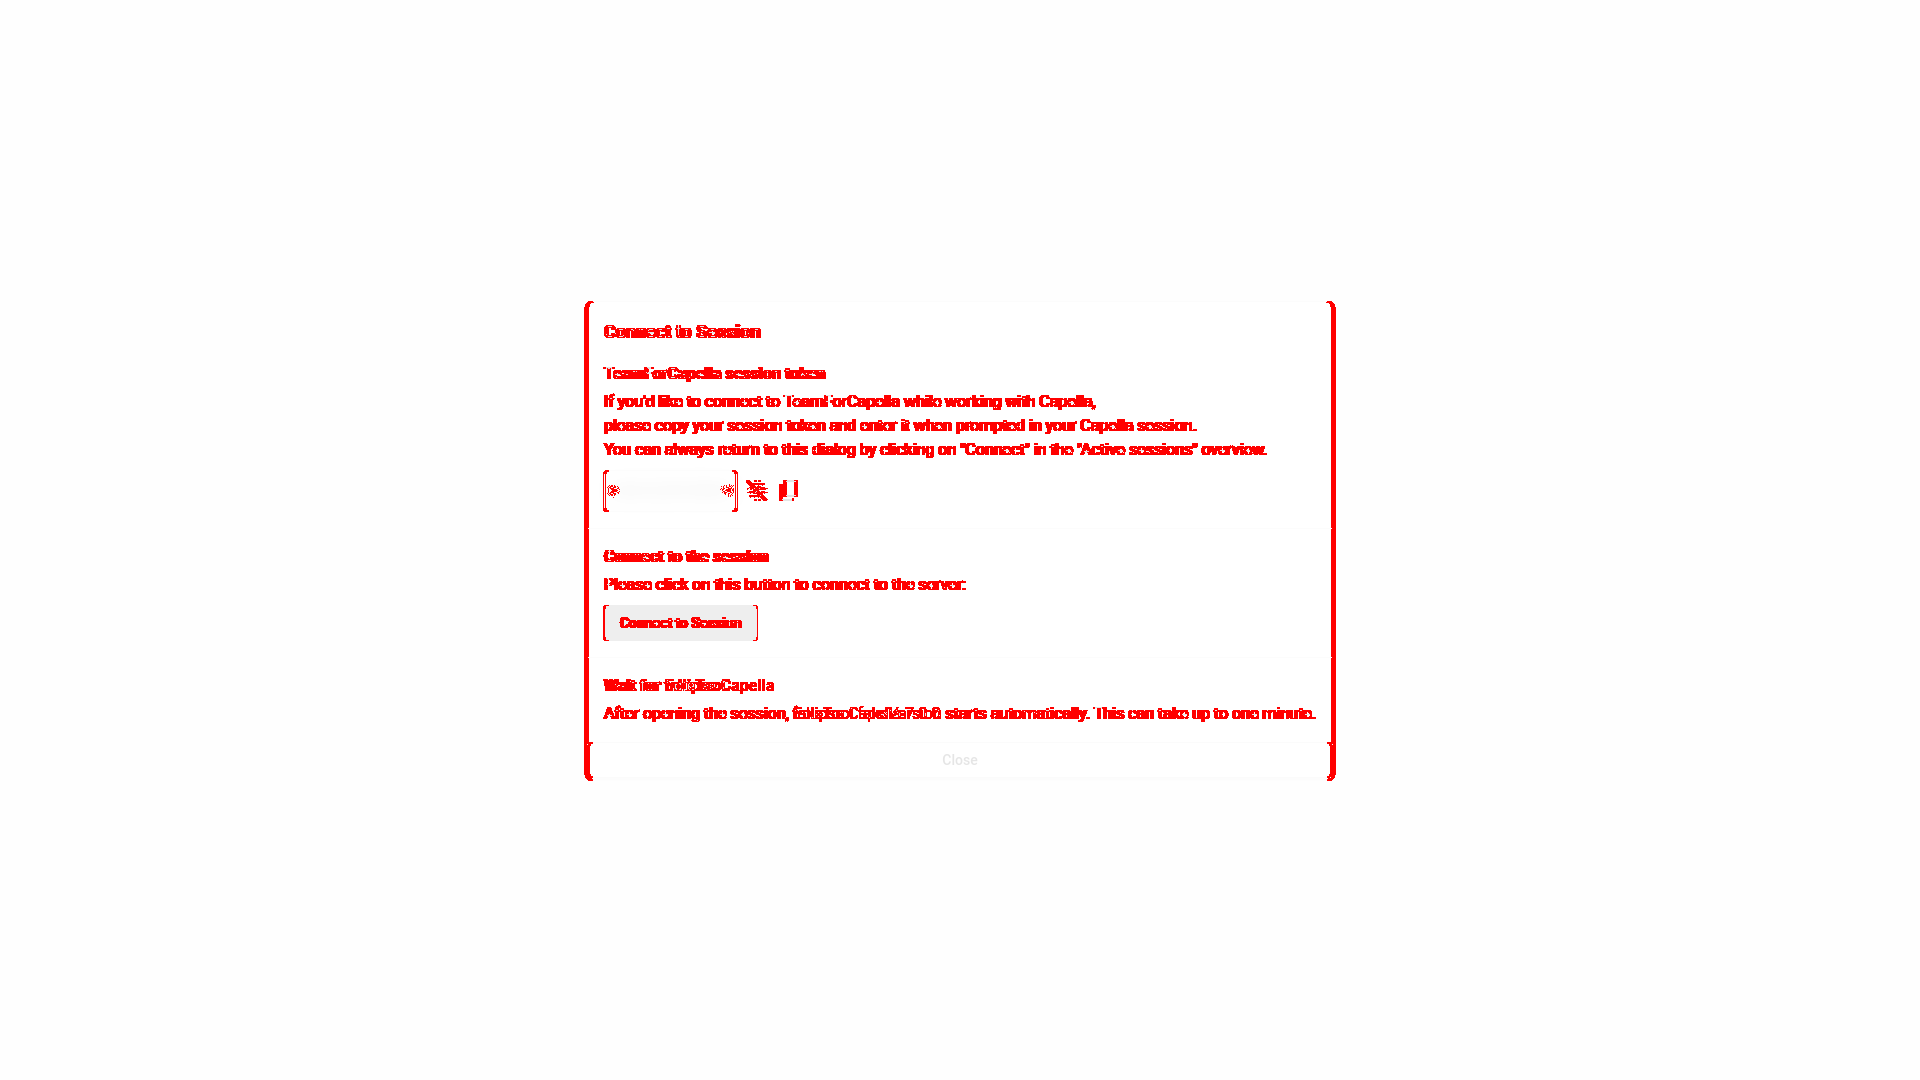 Connect to Session
TeamForCapella session token
If you'd like to connect to TeamForCapella while working with Capella,
please copy your session token and enter it when prompted in your Capella session.
You can always return to this dialog by clicking on "Connect" in the "Active sessions" overview.
Connect to the session
Please click on this button to connect to the server:
Connect to Session
Wait for Capella
After opening the session, starts automatically. This can take up to one minute.
Close